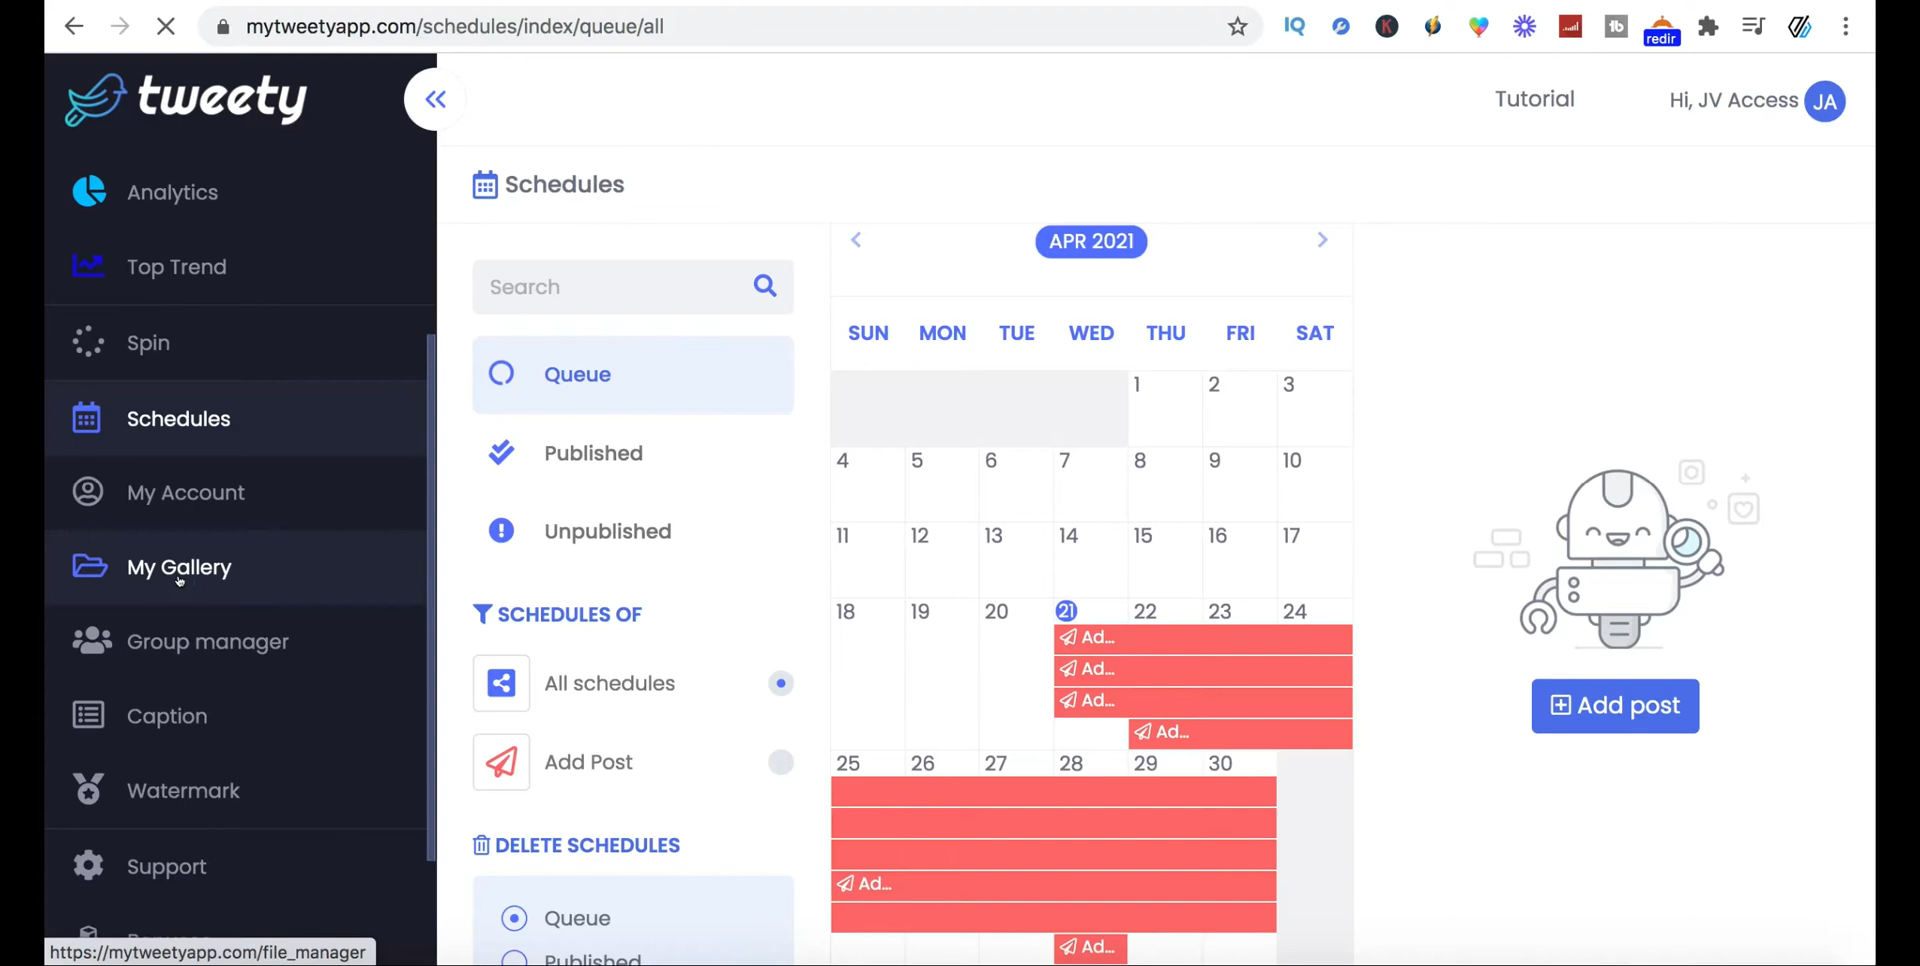 mytweetyapp.com/schedules/index/queue/all
IQ
K
tb
redir
tweety
Tutorial
Hi, JV Access
JA
Analytics
Top Trend
Spin
Schedules
My Account
My Gallery
Group manager
Caption
Watermark
Support
https://mytweetyapp.com/file_manager
Schedules
Search
Queue
Published
Unpublished
SCHEDULES OF
All schedules
Add Post
DELETE SCHEDULES
Queue
Published
APR 2021
SUN MON TUE WED THU FRI SAT
1 2 3
4 5 6 7 8 9 10
11 12 13 14 15 16 17
18 19 20 21 22 23 24
Ad...
Ad...
Ad...
Ad...
25 26 27 28 29 30
Ad...
Ad...
Add post